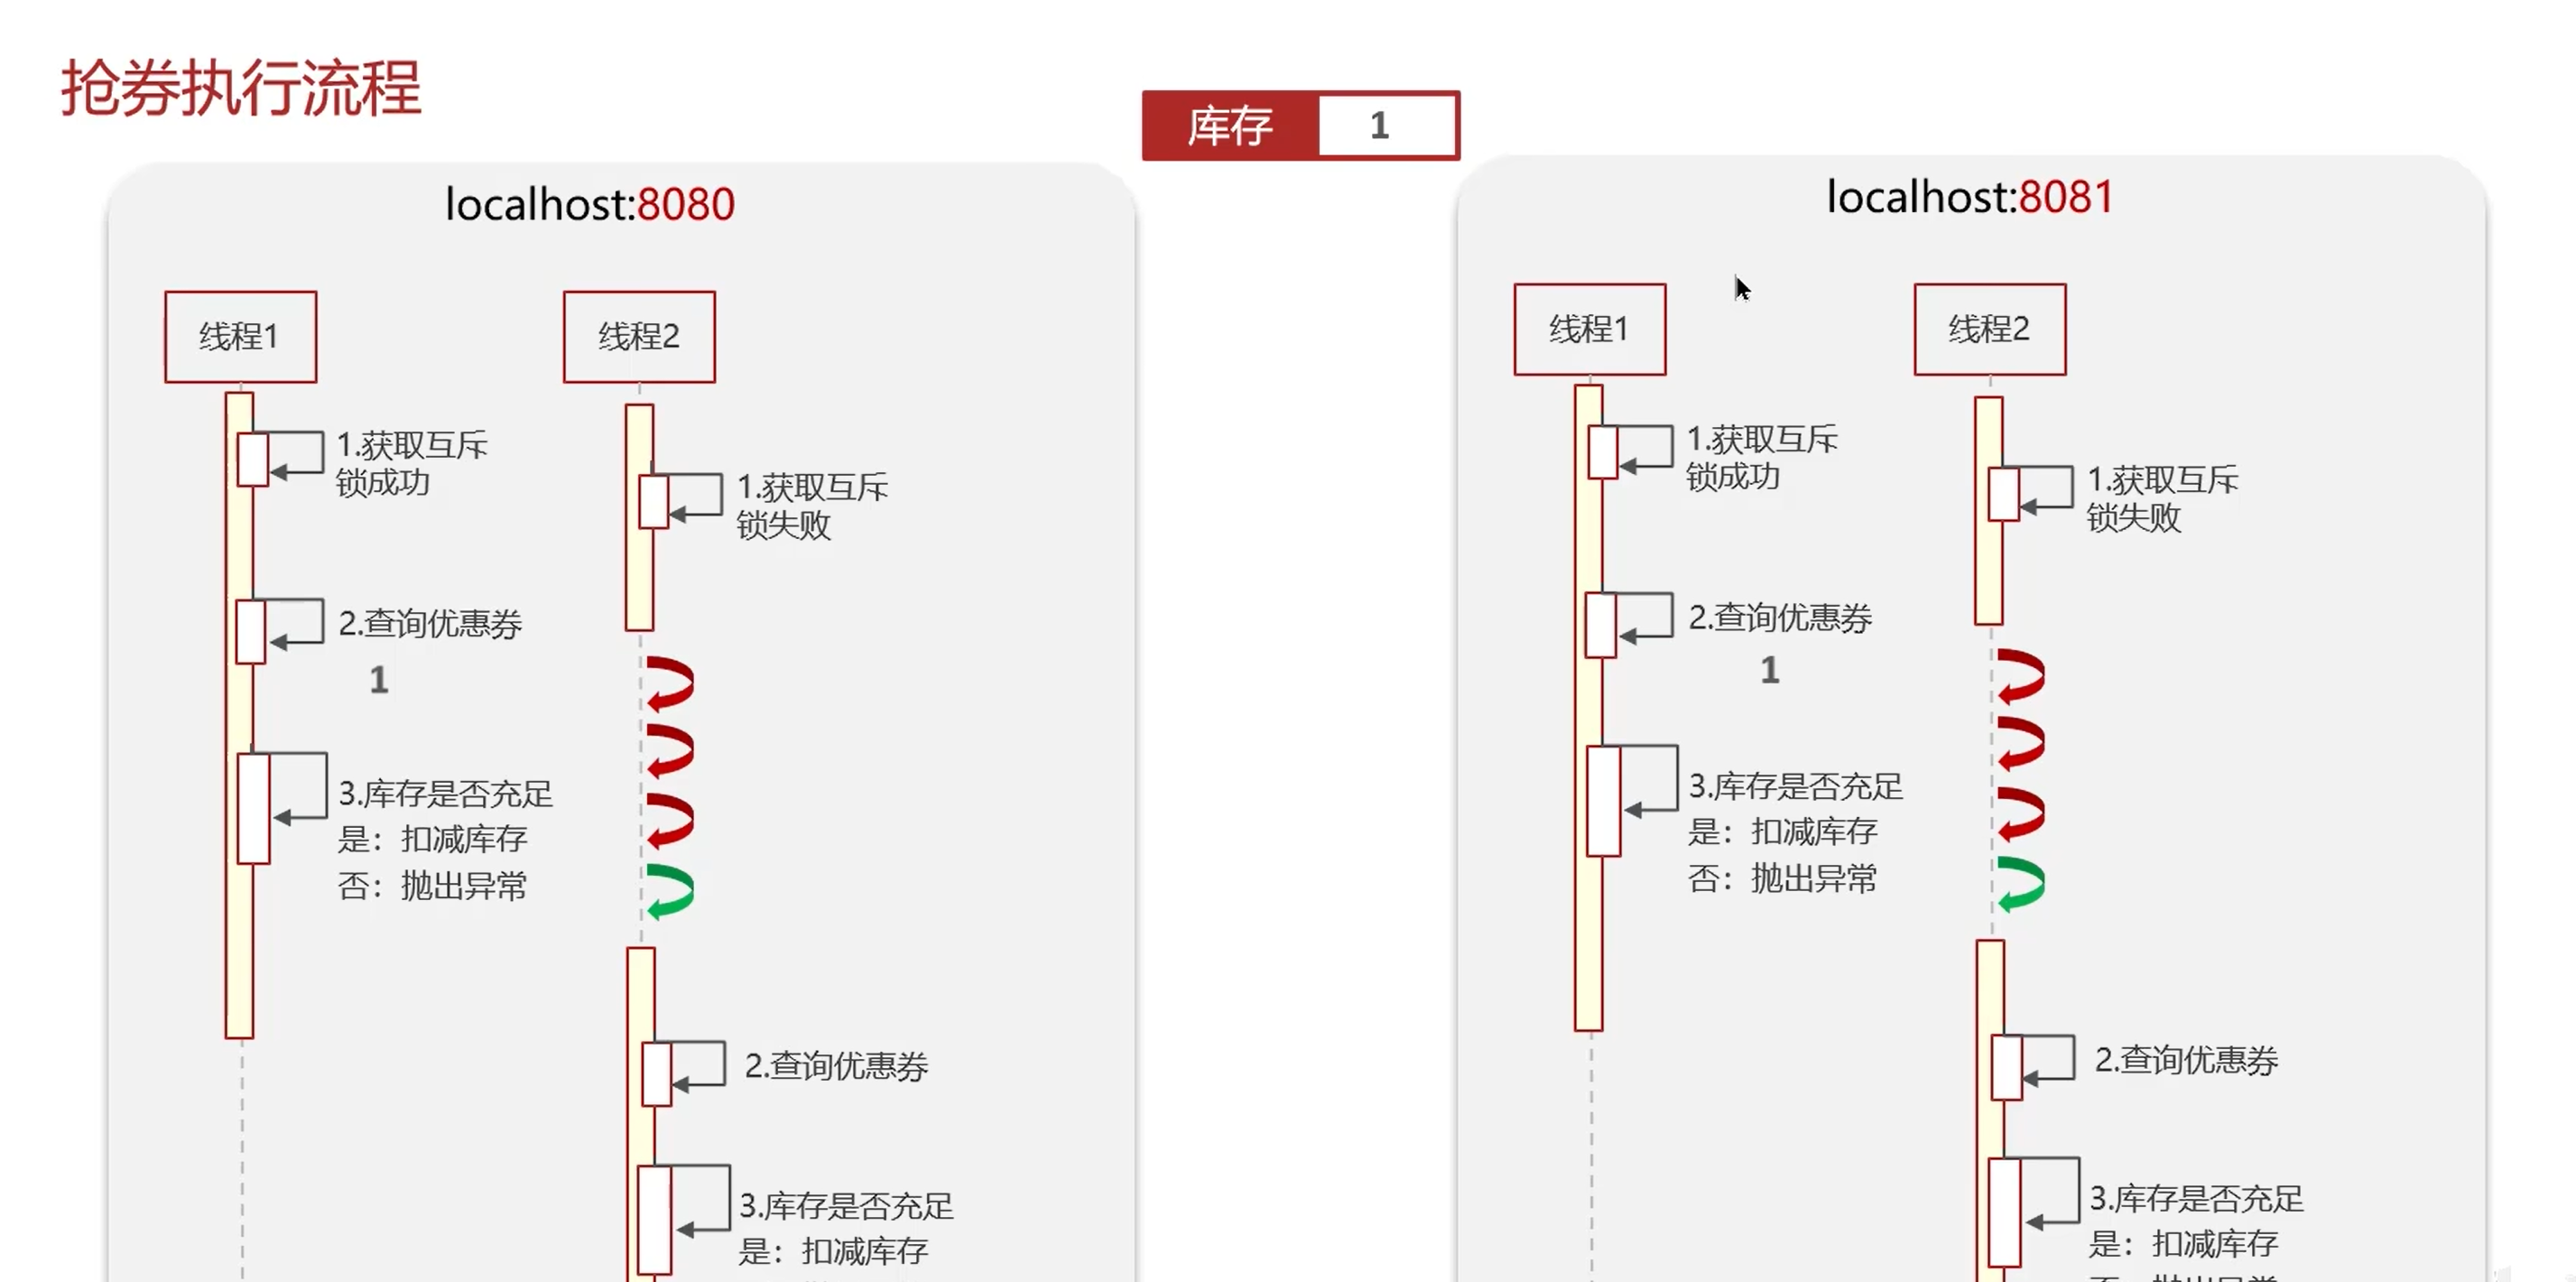 抢券执行流程
库存 1
localhost:8080
线程1
线程2
1.获取互斥
锁成功
1.获取互斥
锁失败
2.查询优惠券
1
3.库存是否充足
是：扣减库存
否：抛出异常
2.查询优惠券
3.库存是否充足
是：扣减库存
localhost:8081
线程1
线程2
1.获取互斥
锁成功
1.获取互斥
锁失败
2.查询优惠券
1
3.库存是否充足
是：扣减库存
否：抛出异常
2.查询优惠券
3.库存是否充足
是：扣减库存